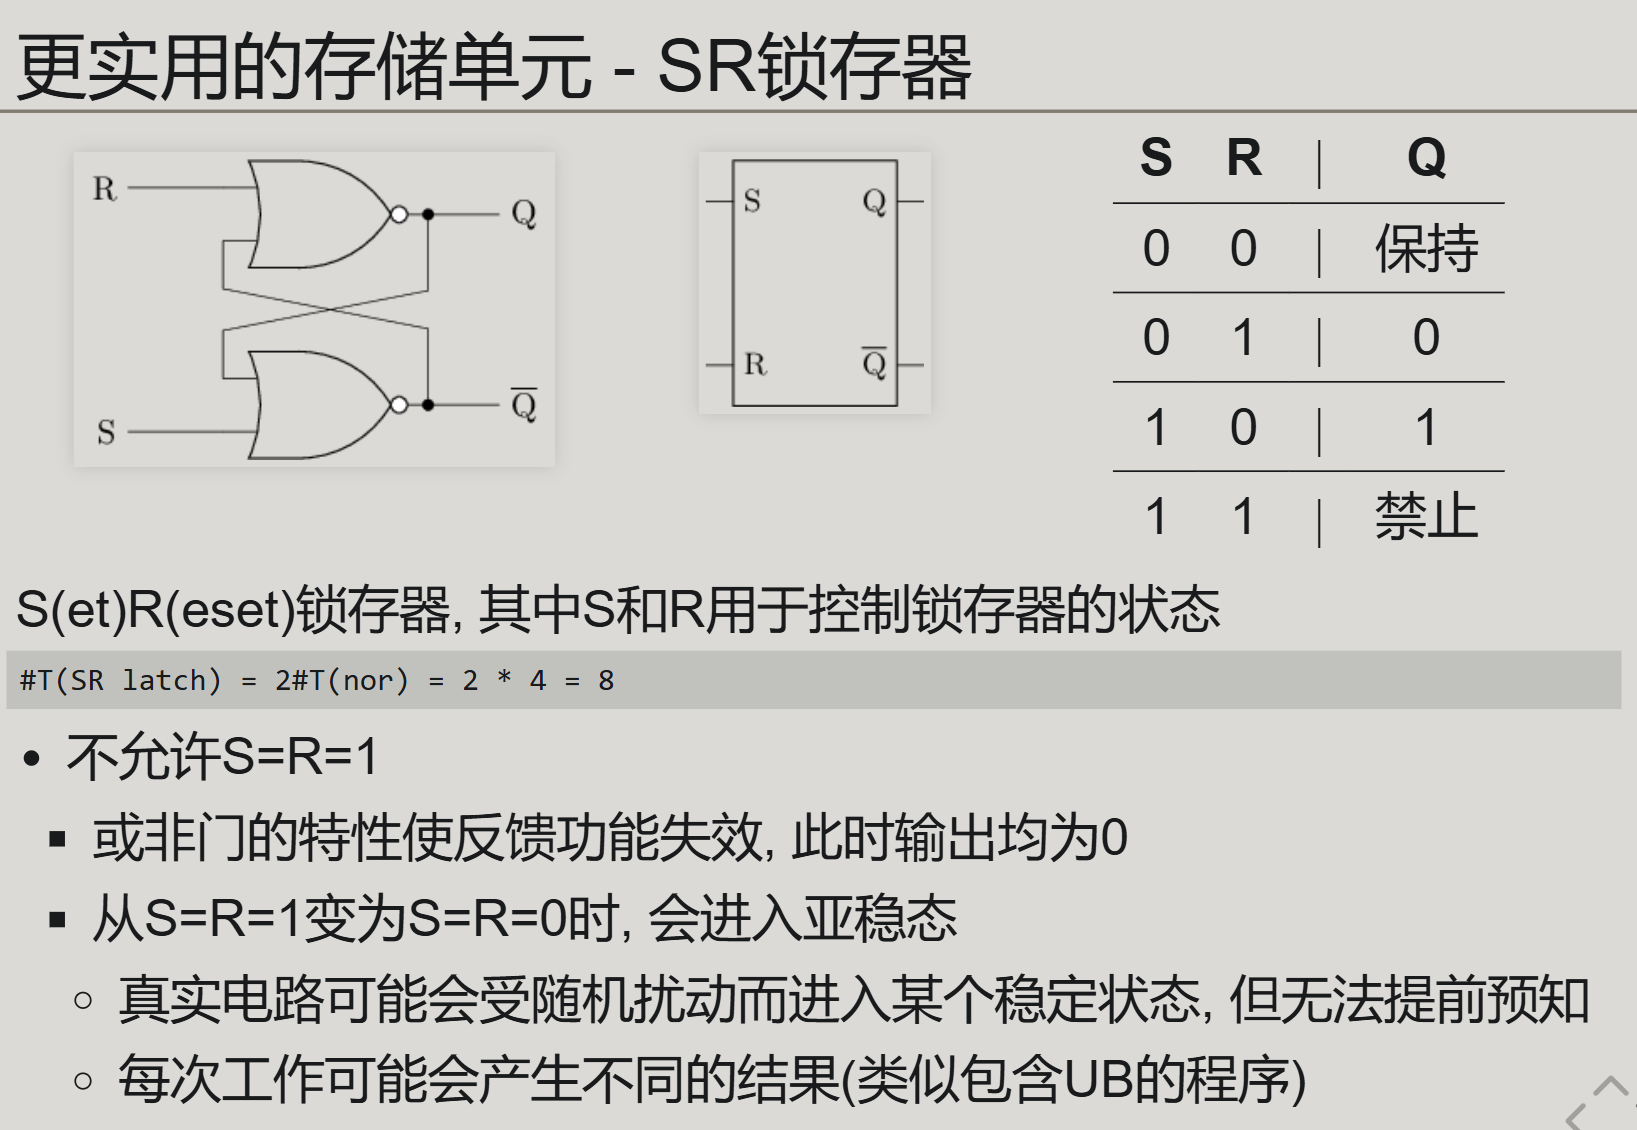 更实用的存储单元 - SR锁存器
R
Q
S
Q̅
S Q
R Q̅
S R | Q
0 0 | 保持
0 1 | 0
1 0 | 1
1 1 | 禁止
S(et)R(eset)锁存器, 其中S和R用于控制锁存器的状态
#T(SR latch) = 2#T(nor) = 2 * 4 = 8
• 不允许S=R=1
▪ 或非门的特性使反馈功能失效, 此时输出均为0
▪ 从S=R=1变为S=R=0时, 会进入亚稳态
○ 真实电路可能会受随机扰动而进入某个稳定状态, 但无法提前预知
○ 每次工作可能会产生不同的结果(类似包含UB的程序)